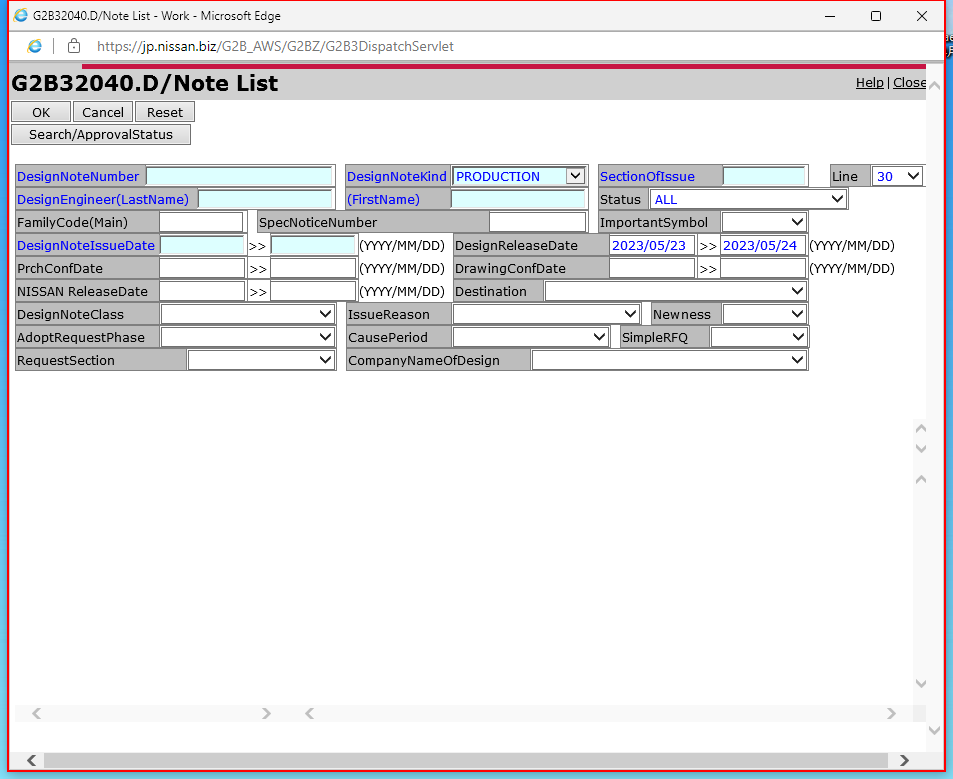 G2B32040.D/Note List - Work - Microsoft Edge
https://jp.nissan.biz/G2B_AWS/G2BZ/G2B3DispatchServlet
G2B32040.D/Note List Help | Close
OK Cancel Reset
Search/ApprovalStatus
DesignNoteNumber DesignNoteKind PRODUCTION SectionOfIssue Line 30
DesignEngineer(LastName) (FirstName) Status ALL
FamilyCode(Main) SpecNoticeNumber ImportantSymbol
DesignNoteIssueDate >> (YYYY/MM/DD) DesignReleaseDate 2023/05/23 >> 2023/05/24 (YYYY/MM/DD)
PrchConfDate >> (YYYY/MM/DD) DrawingConfDate >> (YYYY/MM/DD)
NISSAN ReleaseDate >> (YYYY/MM/DD) Destination
DesignNoteClass IssueReason Newness
AdoptRequestPhase CausePeriod SimpleRFQ
RequestSection CompanyNameOfDesign